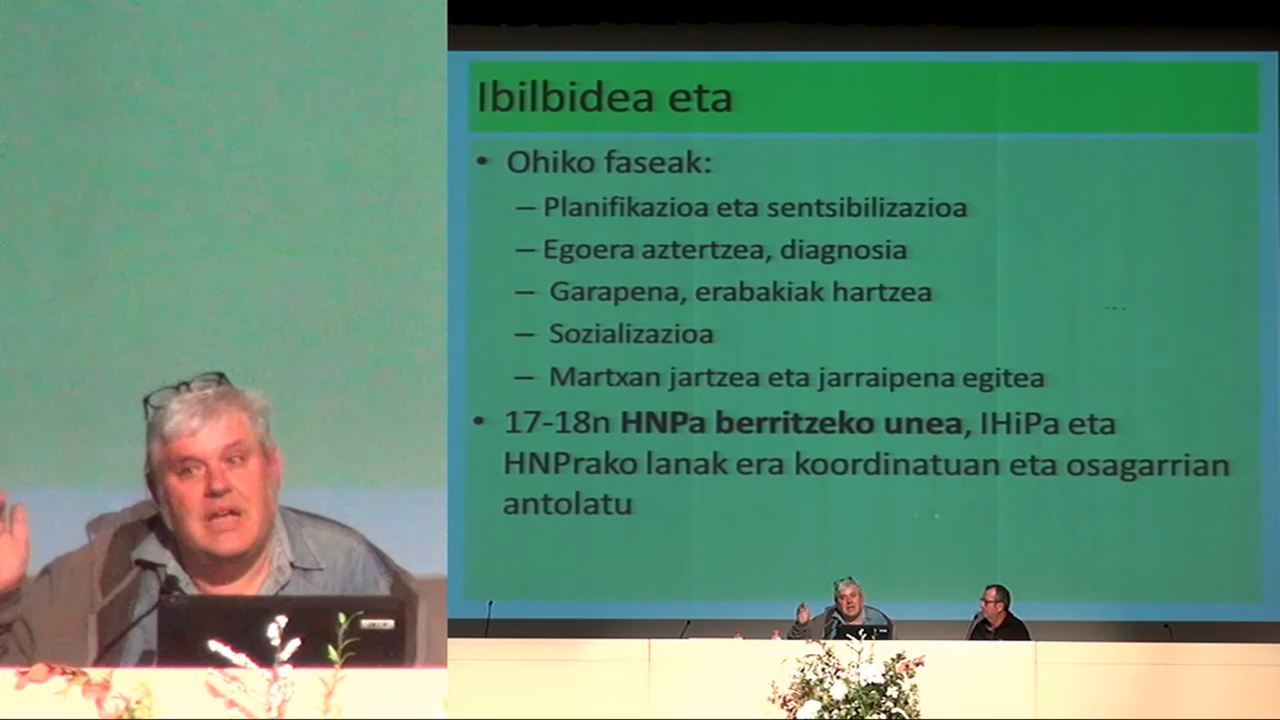 Ibilbidea eta
• Ohiko faseak:
– Planifikazioa eta sentsibilizazioa
– Egoera aztertzea, diagnosia
– Garapena, erabakiak hartzea
– Sozializazioa
– Martxan jartzea eta jarraipena egitea
• 17-18n HNPa berritzeko unea, IHiPa eta
HNPrako lanak era koordinatuan eta osagarrian
antolatu